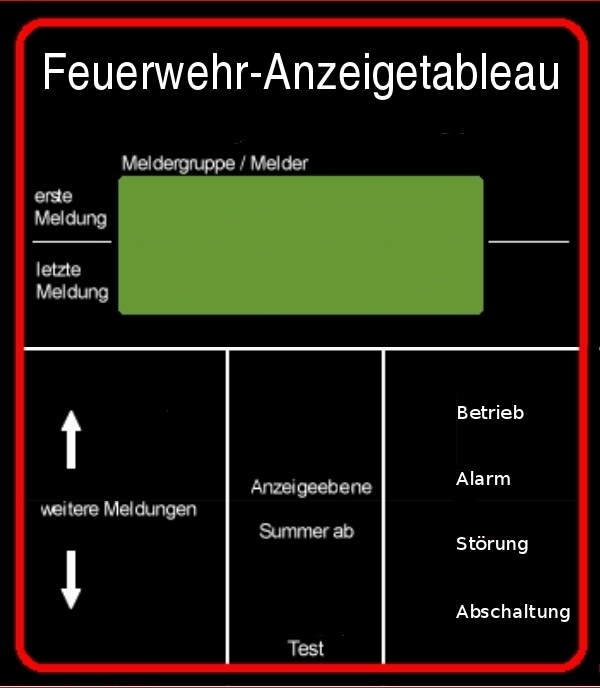 Feuerwehr-Anzeigetableau
Meldergruppe / Melder
erste
Meldung
letzte
Meldung
weitere Meldungen
Anzeigeebene
Summer ab
Test
Betrieb
Alarm
Störung
Abschaltung